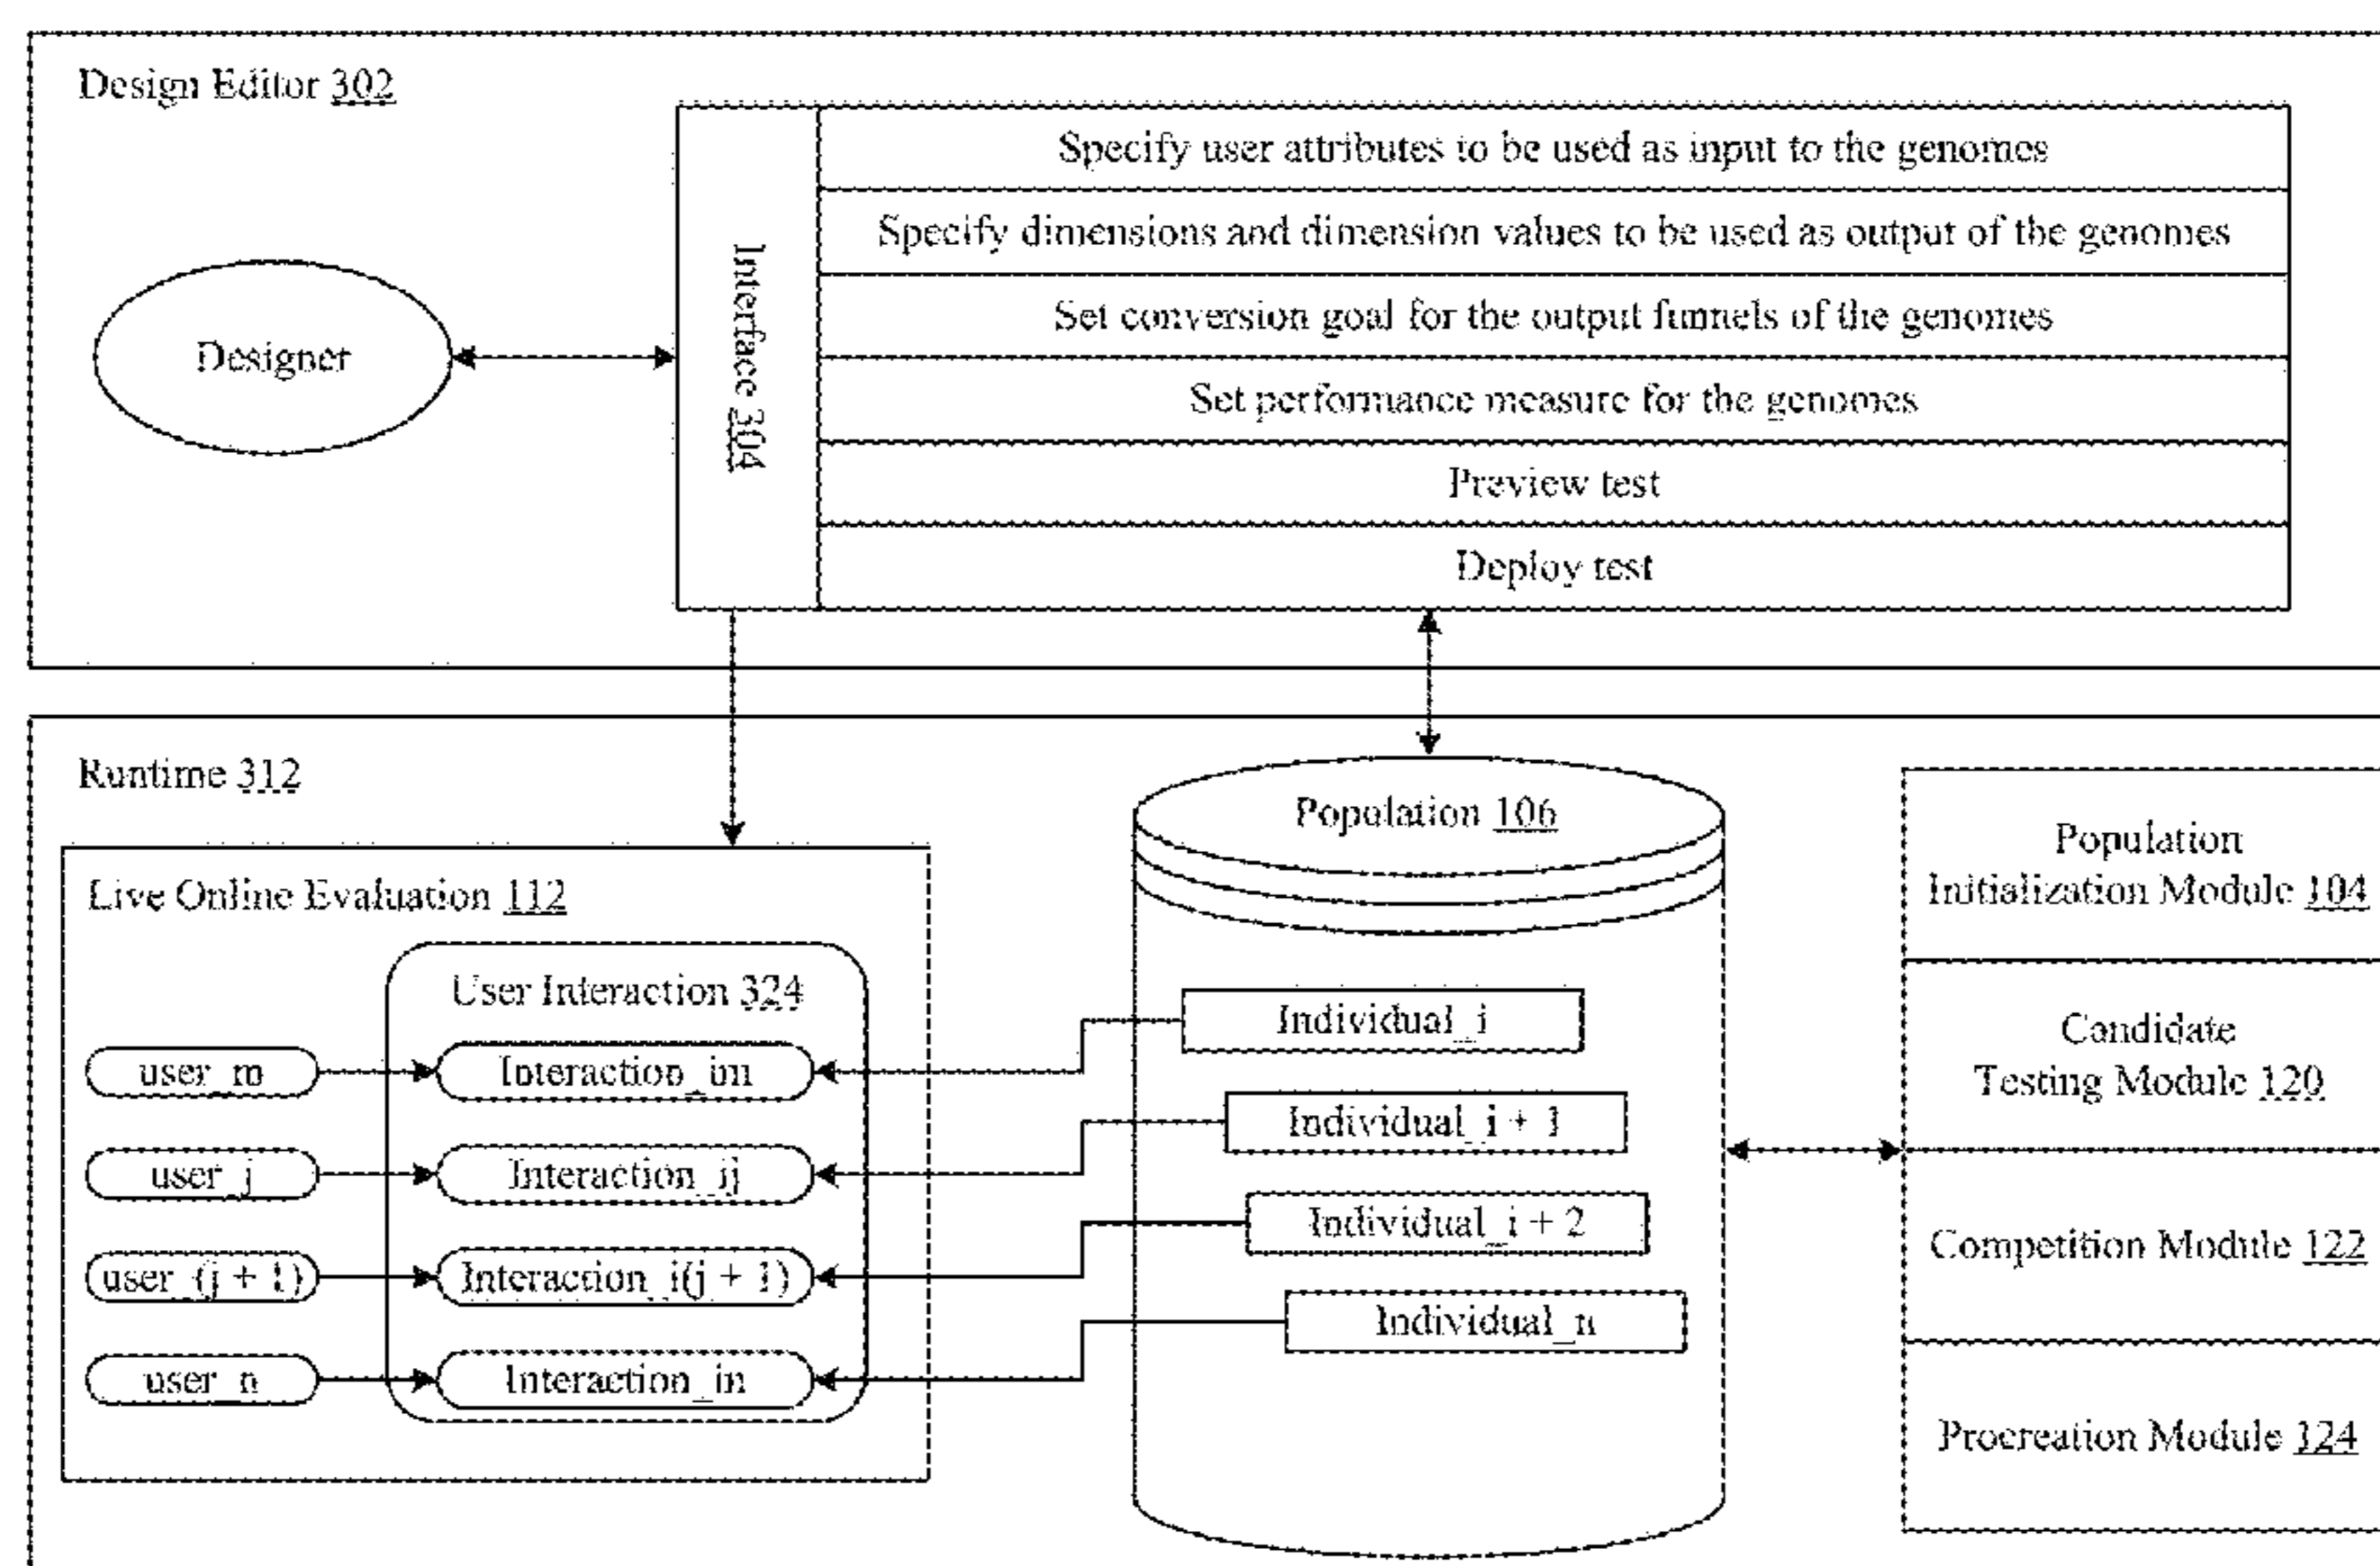 Design Editor 302
Designer
Interface 304
Specify user attributes to be used as input to the genomes
Specify dimensions and dimension values to be used as output of the genomes
Set conversion goal for the output funnels of the genomes
Set performance measure for the genomes
Preview test
Deploy test
Runtime 312
Live Online Evaluation 112
User Interaction 324
user_m
Interaction_im
user_j
Interaction_ij
user_(j + 1)
Interaction_i(j + 1)
user_n
Interaction_in
Population 106
Individual_i
Individual_i + 1
Individual_i + 2
Individual_n
Population
Initialization Module 104
Candidate
Testing Module 120
Competition Module 122
Procreation Module 124